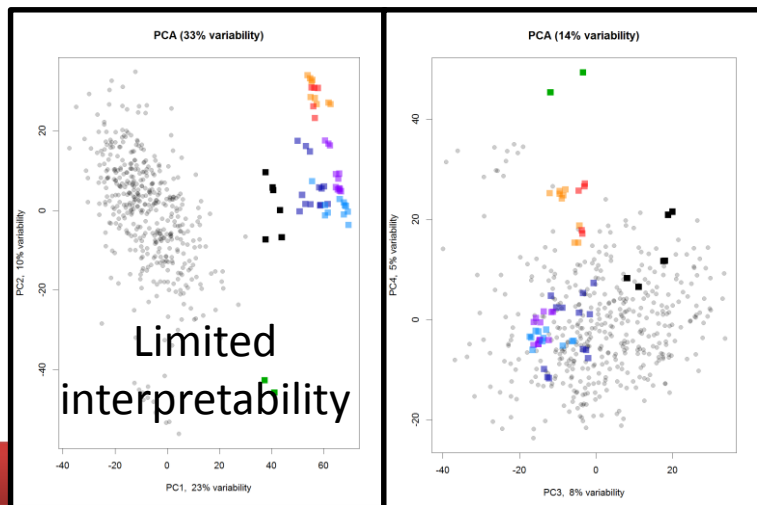 PCA (33% variability)
20
0
-20
-40
PC2, 10% variability
Limited
interpretability
-40
-20
0
20
40
60
PC1, 23% variability
PCA (14% variability)
40
20
0
-20
PC4, 5% variability
-40
-20
0
20
PC3, 8% variability